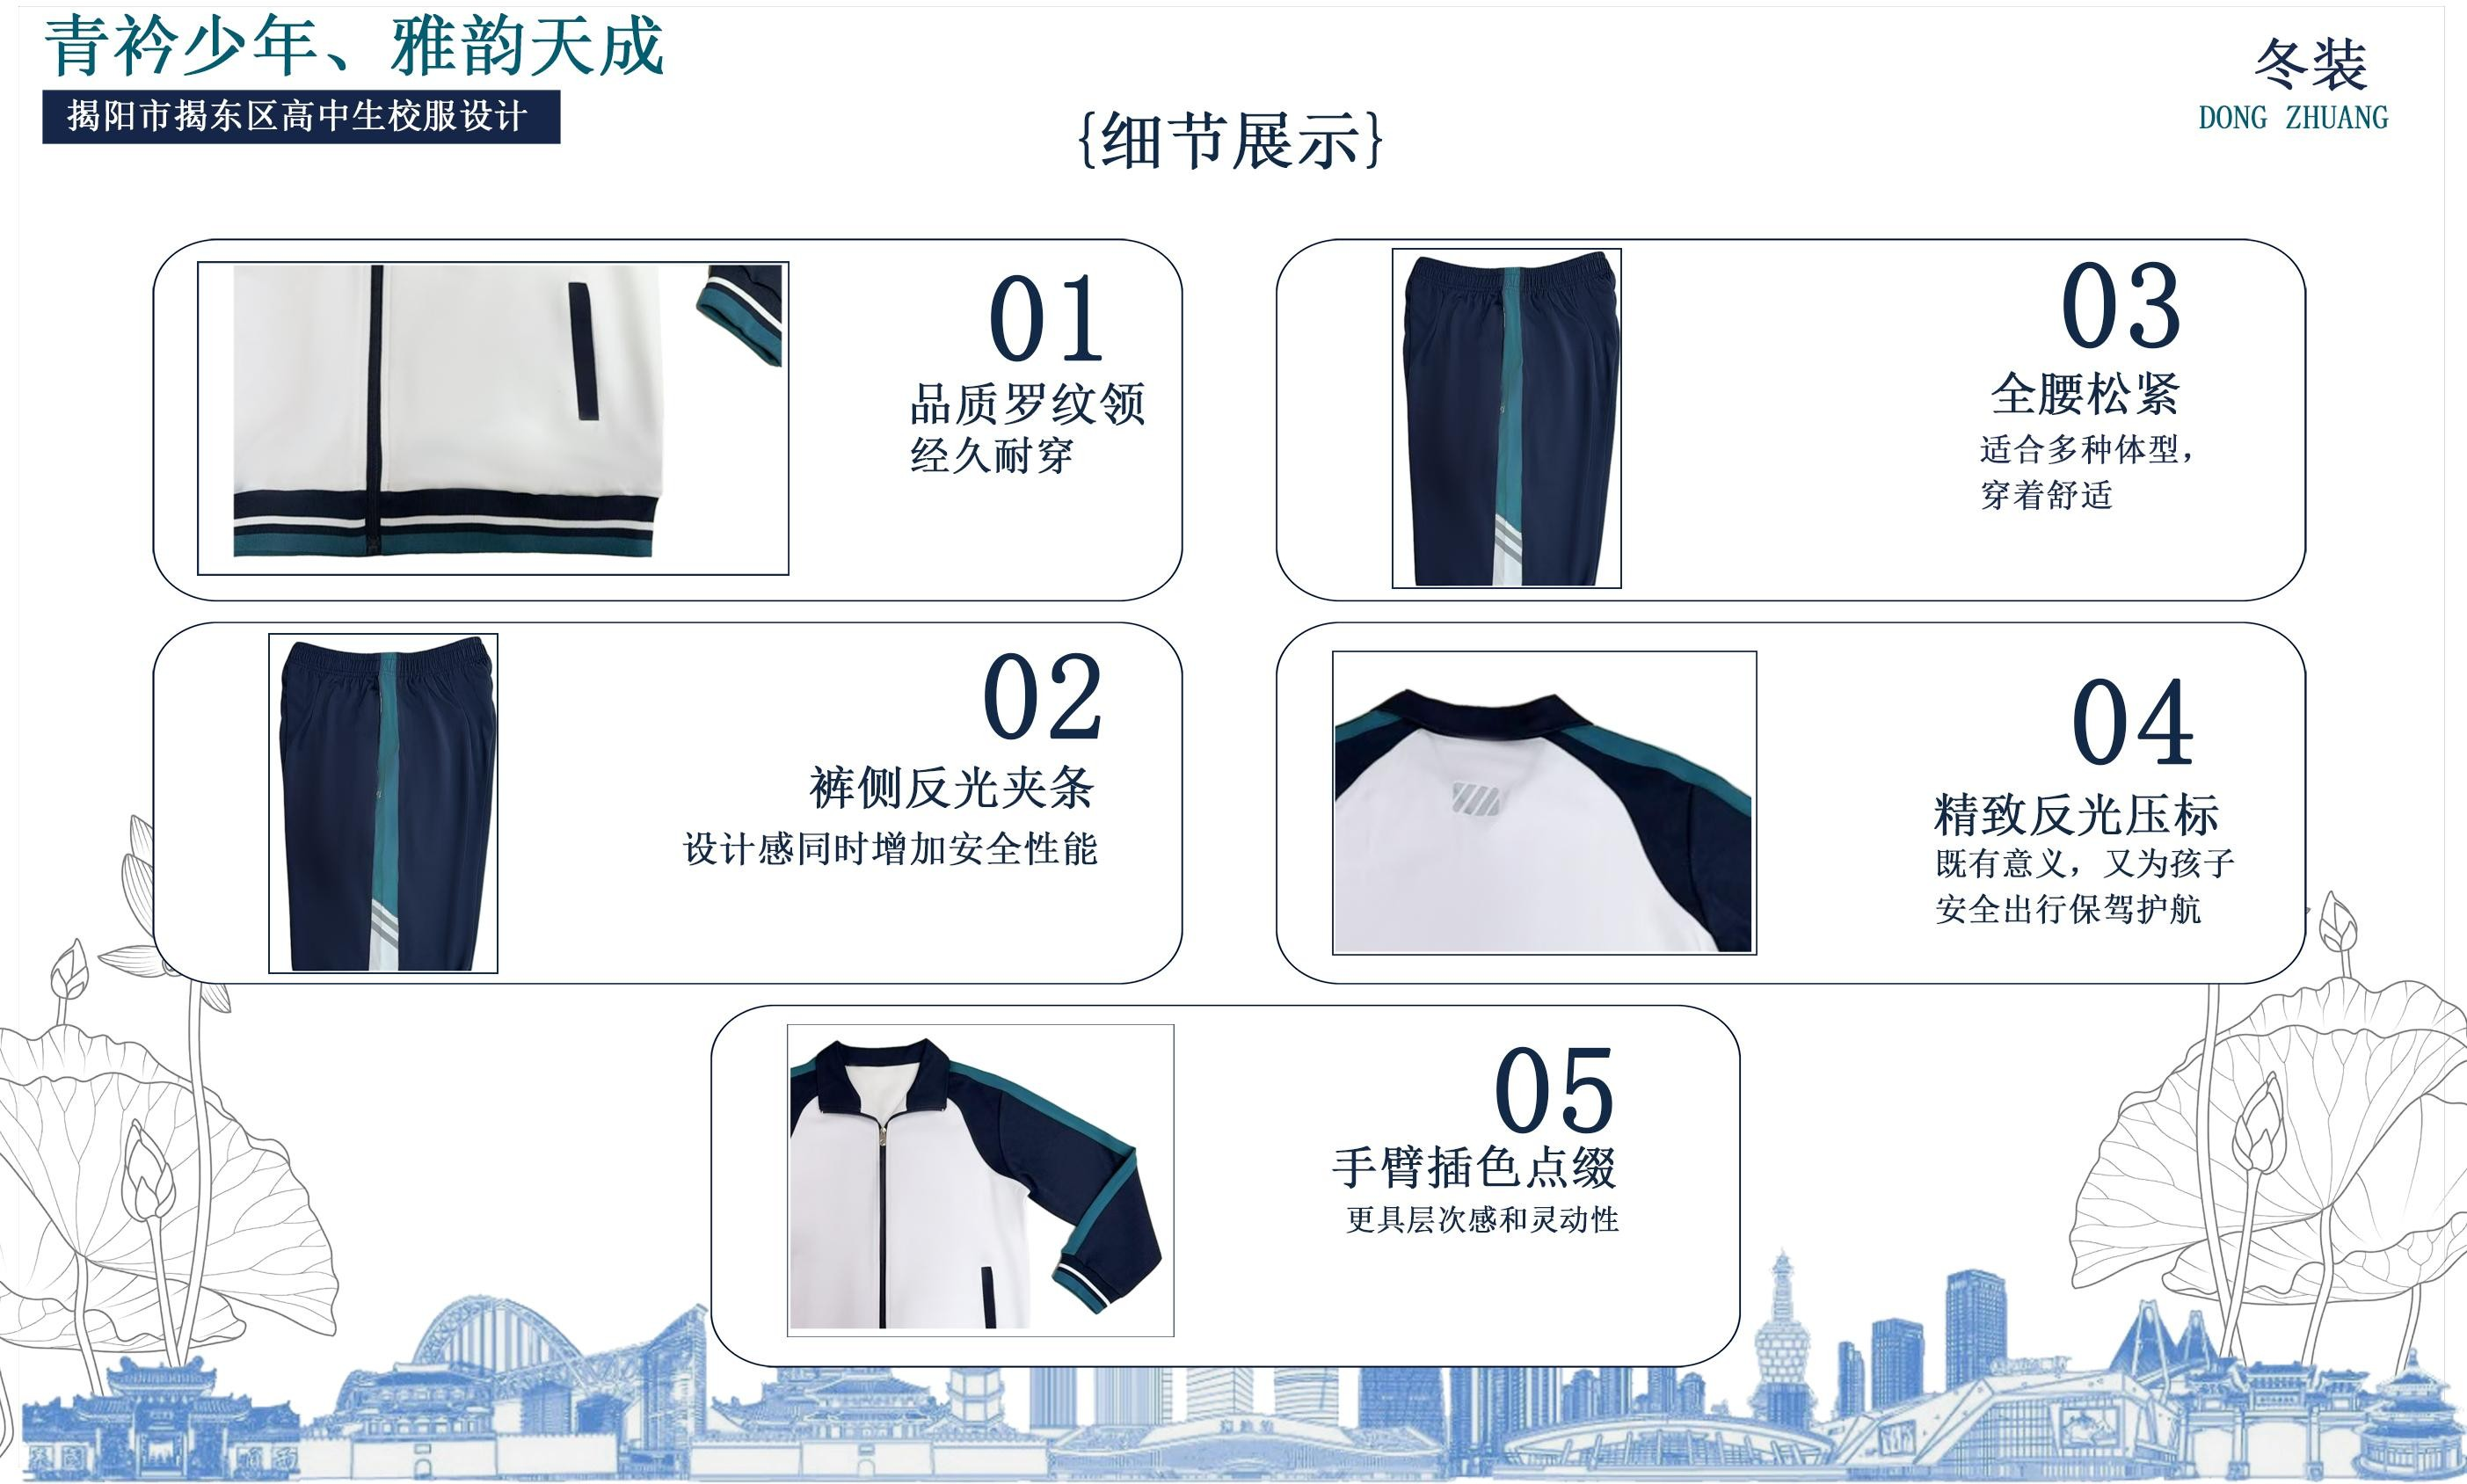 青衿少年、雅韵天成
揭阳市揭东区高中生校服设计
冬装
DONG ZHUANG
{细节展示}
01
品质罗纹领
经久耐穿
02
裤侧反光夹条
设计感同时增加安全性能
03
全腰松紧
适合多种体型，
穿着舒适
04
精致反光压标
既有意义，又为孩子
安全出行保驾护航
05
手臂插色点缀
更具层次感和灵动性